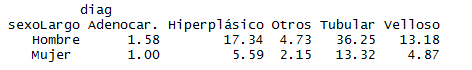 diag
sexoLargo Adenocar. Hiperplásico Otros Tubular Velloso
Hombre 1.58 17.34 4.73 36.25 13.18
Mujer 1.00 5.59 2.15 13.32 4.87